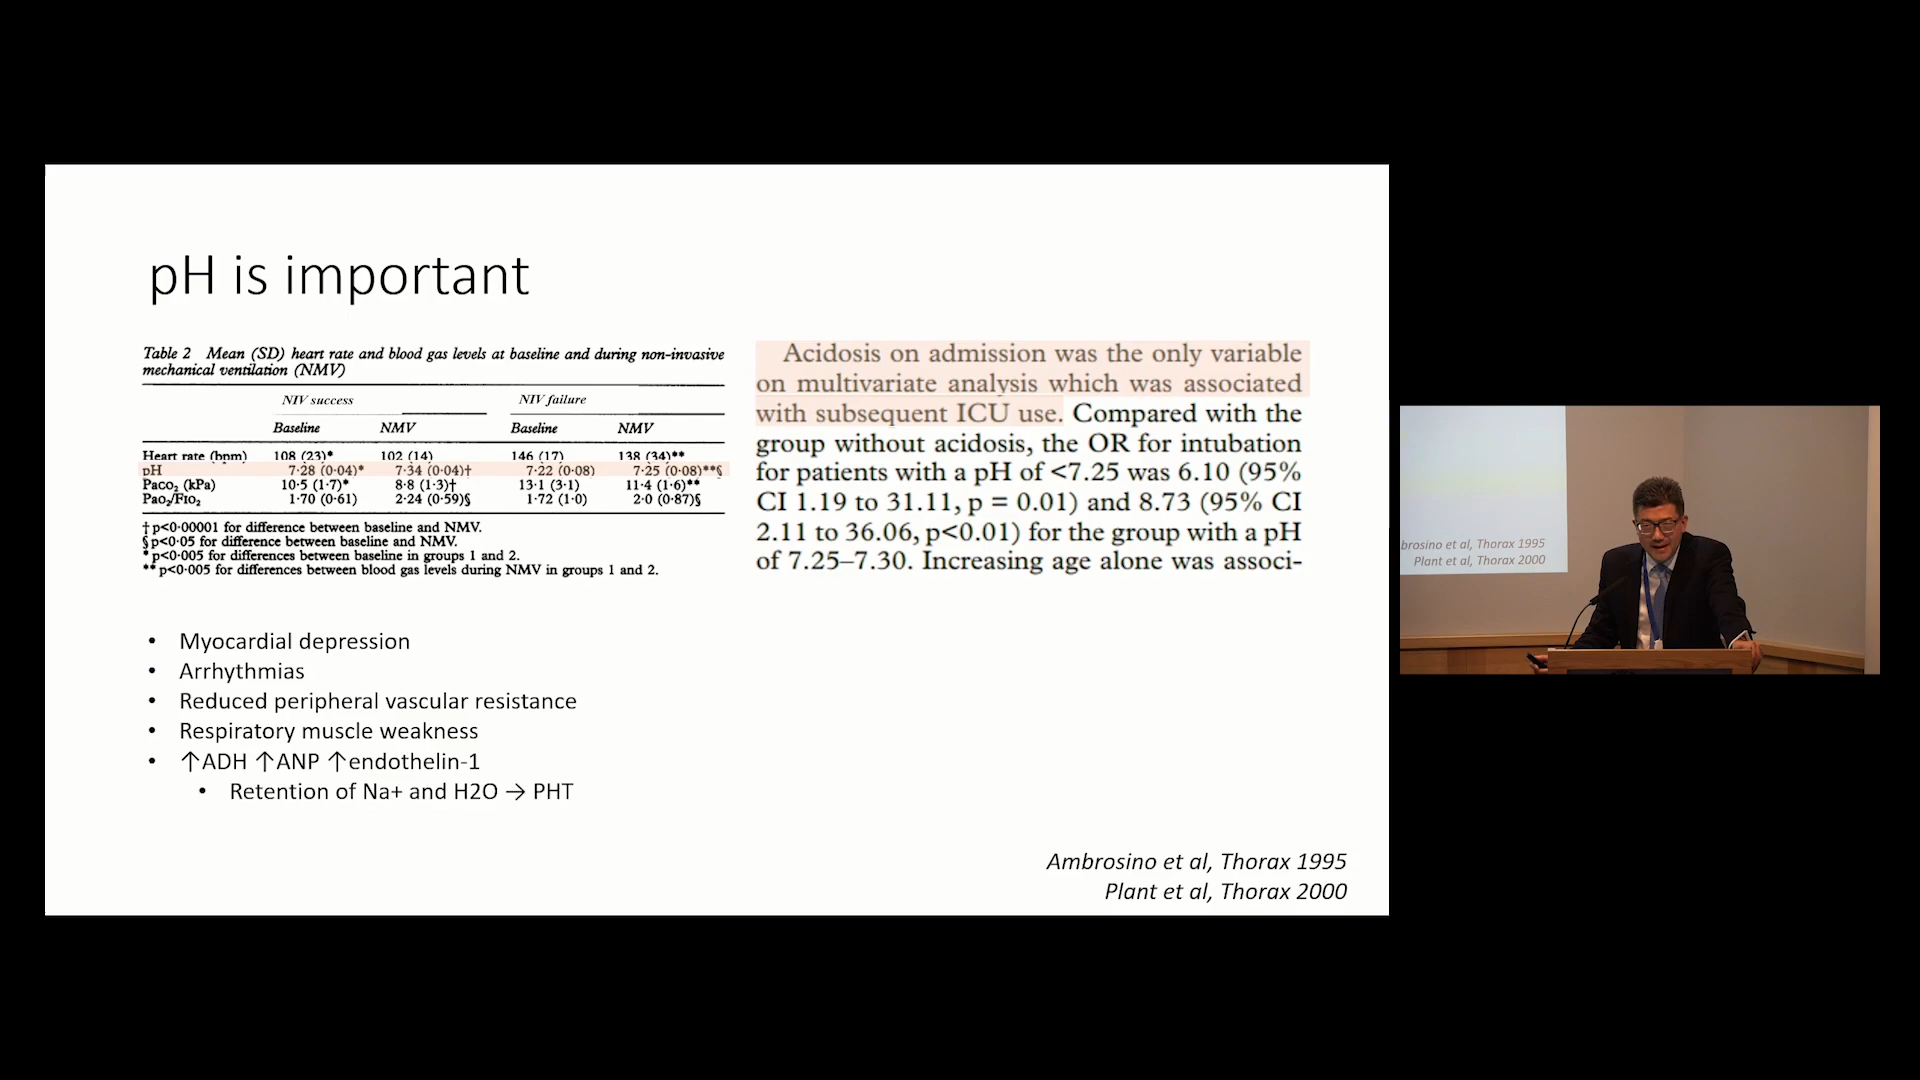 pH is important
Table 2 Mean (SD) heart rate and blood gas levels at baseline and during non-invasive
mechanical ventilation (NMV)
NIV success NIV failure
Baseline NMV Baseline NMV
Heart rate (bpm) 108 (23)* 102 (14) 146 (17) 138 (34)**
pH 7·28 (0·04)* 7·34 (0·04)† 7·22 (0·08) 7·25 (0·08)**§
Paco2 (kPa) 10·5 (1·7)* 8·8 (1·3)† 13·1 (3·1) 11·4 (1·6)**
Pao2/Fio2 1·70 (0·61) 2·24 (0·59)§ 1·72 (1·0) 2·0 (0·87)§
† p<0·00001 for difference between baseline and NMV.
§ p<0·05 for difference between baseline and NMV.
* p<0·005 for differences between baseline in groups 1 and 2.
** p<0·005 for differences between blood gas levels during NMV in groups 1 and 2.
Acidosis on admission was the only variable
on multivariate analysis which was associated
with subsequent ICU use. Compared with the
group without acidosis, the OR for intubation
for patients with a pH of <7.25 was 6.10 (95%
CI 1.19 to 31.11, p = 0.01) and 8.73 (95% CI
2.11 to 36.06, p<0.01) for the group with a pH
of 7.25–7.30. Increasing age alone was associ-
• Myocardial depression
• Arrhythmias
• Reduced peripheral vascular resistance
• Respiratory muscle weakness
• ↑ADH ↑ANP ↑endothelin-1
• Retention of Na+ and H2O → PHT
Ambrosino et al, Thorax 1995
Plant et al, Thorax 2000
brosino et al, Thorax 1995
Plant et al, Thorax 2000